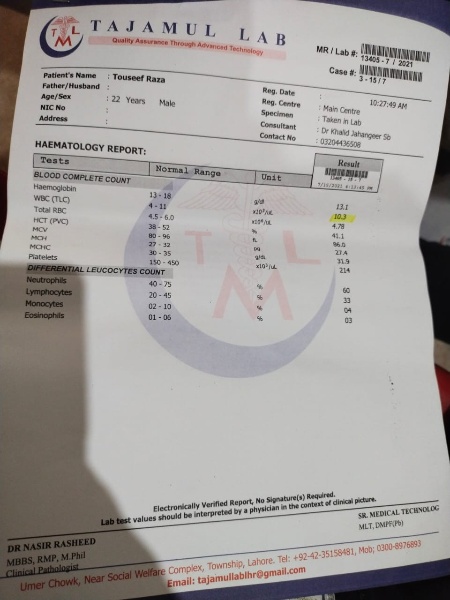 TAJAMUL LAB
Quality Assurance Through Advanced Technology
MR / Lab #: 13405 - 7 / 2021
Case #: 3 - 15 / 7
Patient's Name : Touseef Raza
Father/Husband :
Age/Sex : 22 Years Male
NIC No :
Address :
Reg. Date : 10:27:49 AM
Reg. Centre : Main Centre
Specimen : Taken in Lab
Consultant : Dr Khalid Jahangeer Sb
Contact No : 03204436508
HAEMATOLOGY REPORT:
Tests Normal Range Unit Result
BLOOD COMPLETE COUNT
Haemoglobin 13 - 18 g/dl 13.1
WBC (TLC) 4 - 11 x10³/uL 10.3
Total RBC 4.5 - 6.0 x10⁶/uL 4.78
HCT (PVC) 38 - 52 % 41.1
MCV 80 - 96 fL 86.0
MCH 27 - 32 pg 27.4
MCHC 30 - 35 g/dL 31.9
Platelets 150 - 450 x10³/uL 214
DIFFERENTIAL LEUCOCYTES COUNT
Neutrophils 40 - 75 % 60
Lymphocytes 20 - 45 % 33
Monocytes 02 - 10 % 04
Eosinophils 01 - 06 % 03
TLM
Electronically Verified Report, No Signature(s) Required.
Lab test values should be interpreted by a physician in the context of clinical picture.
DR NASIR RASHEED
MBBS, RMP, M.Phil
Clinical Pathologist
SR. MEDICAL TECHNOLOG
MLT, DMPF(Pb)
Umer Chowk, Near Social Welfare Complex, Township, Lahore. Tel: +92-42-35158481, Mob; 0300-8976893
Email: tajamullablhr@gmail.com